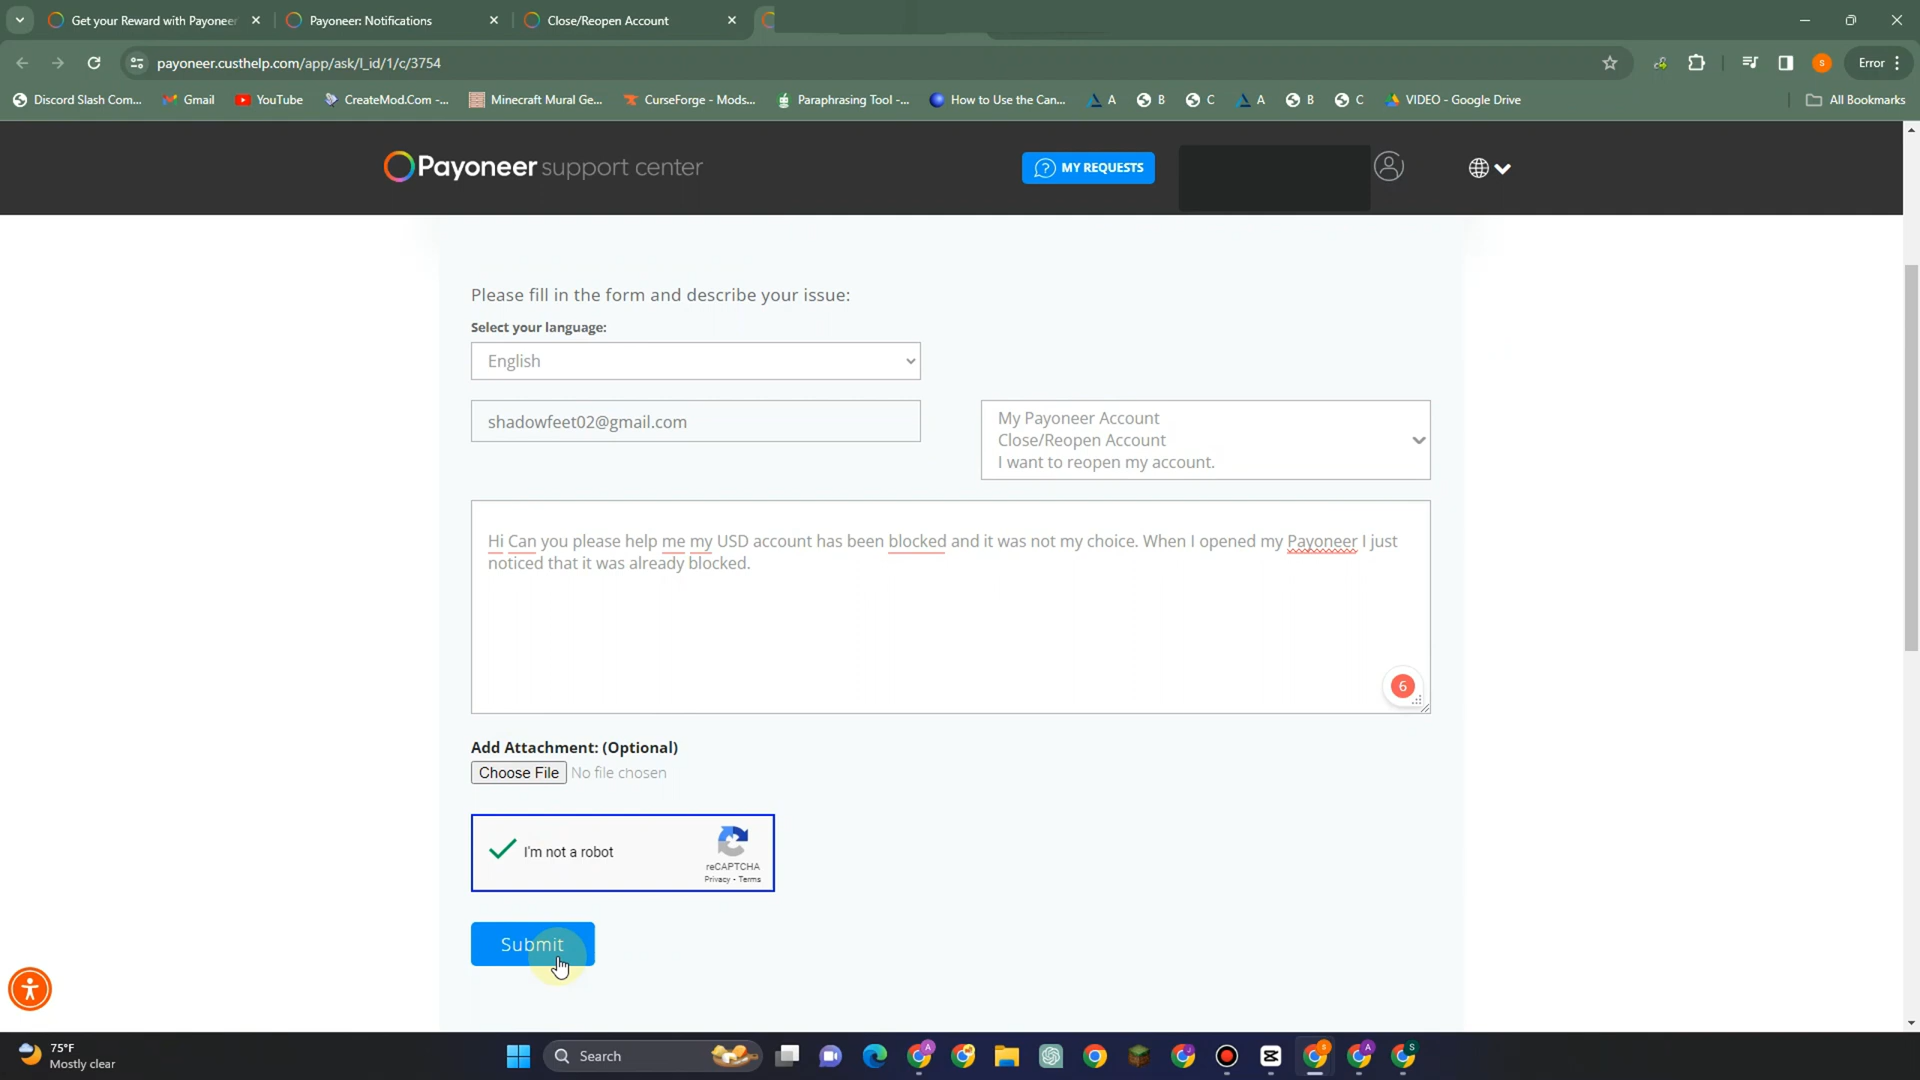 Get your Reward with Payoneer
Payoneer: Notifications
Close/Reopen Account
payoneer.custhelp.com/app/ask/l_id/1/c/3754
S
Error
Discord Slash Com...
Gmail
YouTube
CreateMod.Com -...
Minecraft Mural Ge...
CurseForge - Mods...
Paraphrasing Tool -...
How to Use the Can...
A
B
C
A
B
C
VIDEO - Google Drive
All Bookmarks
Payoneer support center
? MY REQUESTS
Please fill in the form and describe your issue:
Select your language:
English
shadowfeet02@gmail.com
My Payoneer Account
Close/Reopen Account
I want to reopen my account.
Hi Can you please help me my USD account has been blocked and it was not my choice. When I opened my Payoneer I just
noticed that it was already blocked.
6
Add Attachment: (Optional)
Choose File No file chosen
I'm not a robot
reCAPTCHA
Privacy - Terms
Submit
75°F
Mostly clear
Search
A
J
S
A
S